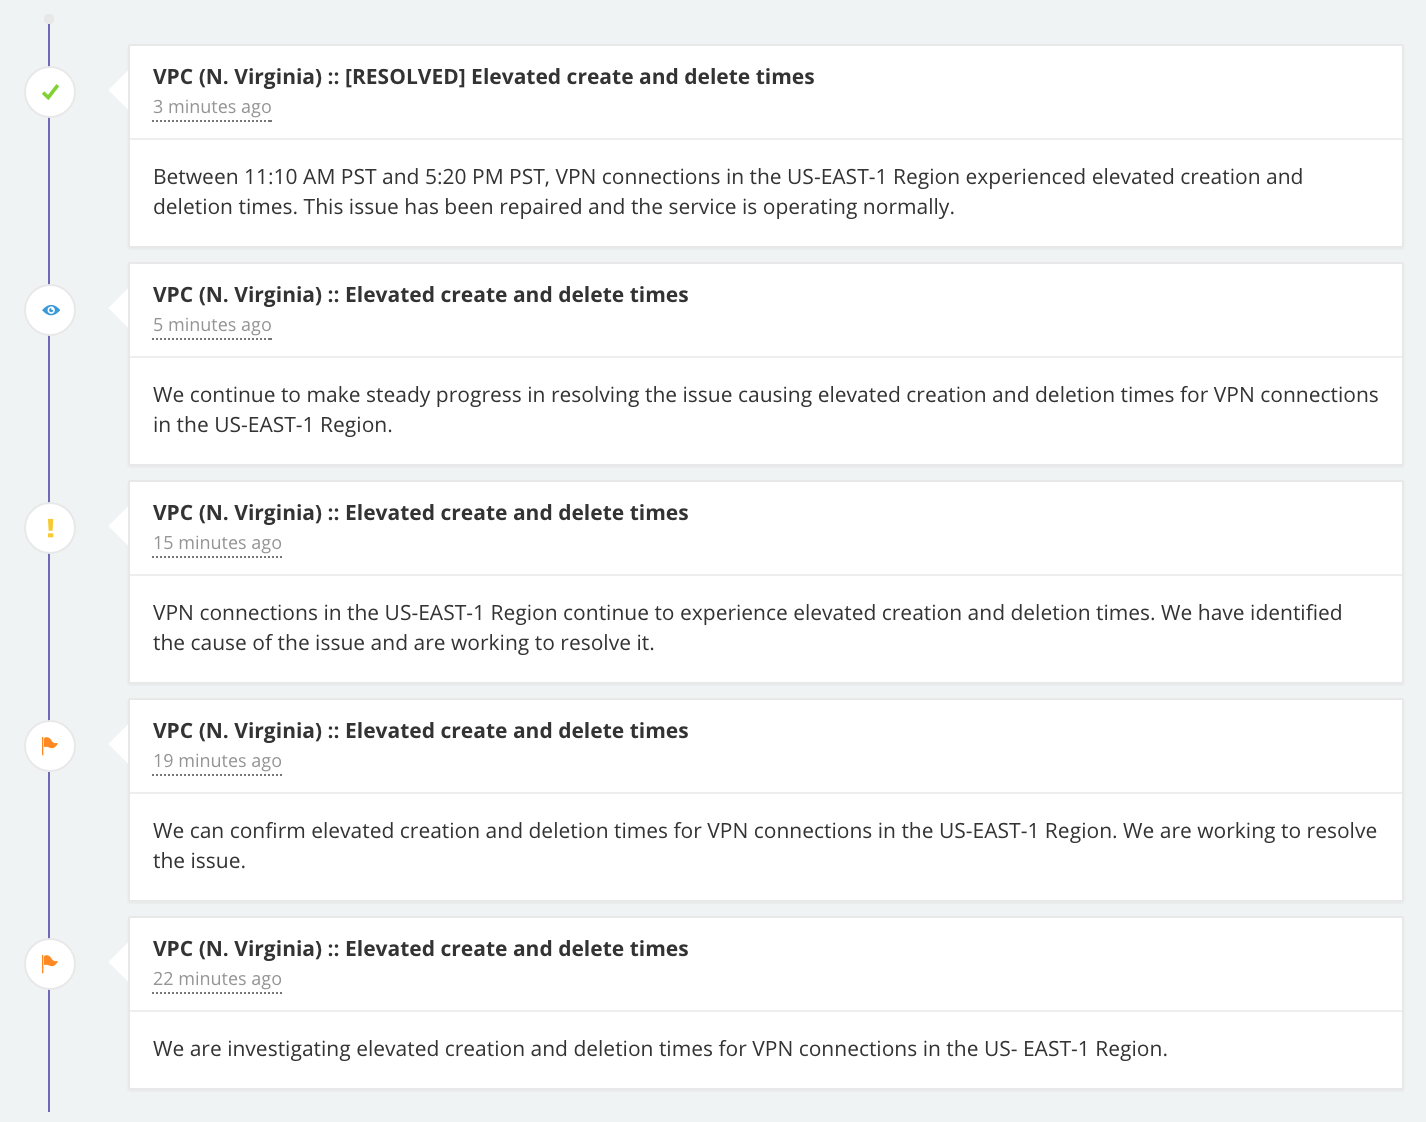 VPC (N. Virginia) :: [RESOLVED] Elevated create and delete times
3 minutes ago
Between 11:10 AM PST and 5:20 PM PST, VPN connections in the US-EAST-1 Region experienced elevated creation and
deletion times. This issue has been repaired and the service is operating normally.
VPC (N. Virginia) :: Elevated create and delete times
5 minutes ago
We continue to make steady progress in resolving the issue causing elevated creation and deletion times for VPN connections
in the US-EAST-1 Region.
VPC (N. Virginia) :: Elevated create and delete times
15 minutes ago
VPN connections in the US-EAST-1 Region continue to experience elevated creation and deletion times. We have identified
the cause of the issue and are working to resolve it.
VPC (N. Virginia) :: Elevated create and delete times
19 minutes ago
We can confirm elevated creation and deletion times for VPN connections in the US-EAST-1 Region. We are working to resolve
the issue.
VPC (N. Virginia) :: Elevated create and delete times
22 minutes ago
We are investigating elevated creation and deletion times for VPN connections in the US- EAST-1 Region.